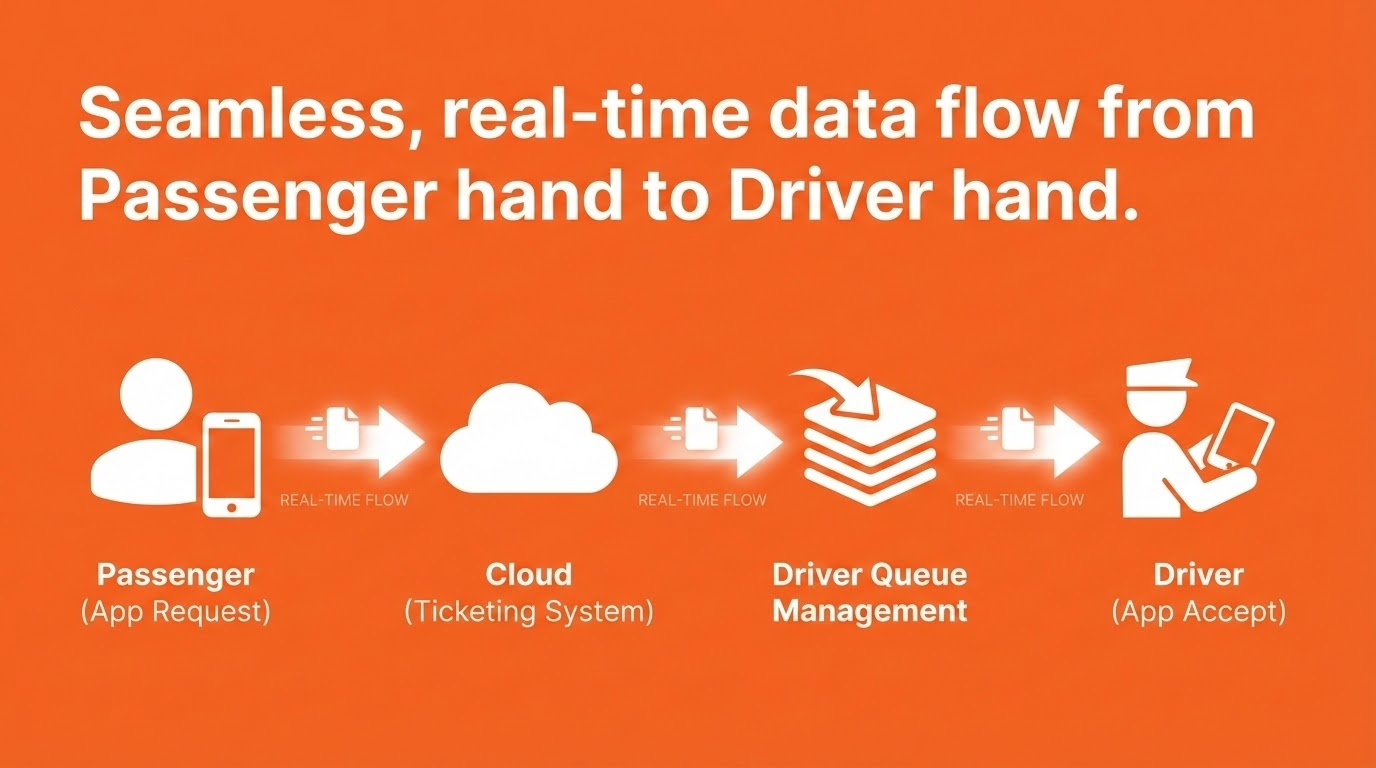 Seamless, real-time data flow from
Passenger hand to Driver hand.
REAL-TIME FLOW
REAL-TIME FLOW
REAL-TIME FLOW
Passenger
(App Request)
Cloud
(Ticketing System)
Driver Queue
Management
Driver
(App Accept)